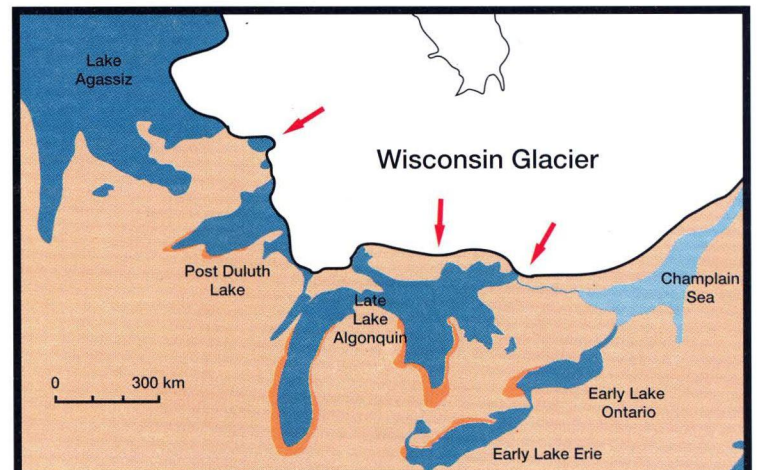 Lake
Agassiz
Wisconsin Glacier
Post Duluth
Lake
Late
Lake
Algonquin
Champlain
Sea
0 300 km
Early Lake
Ontario
Early Lake Erie